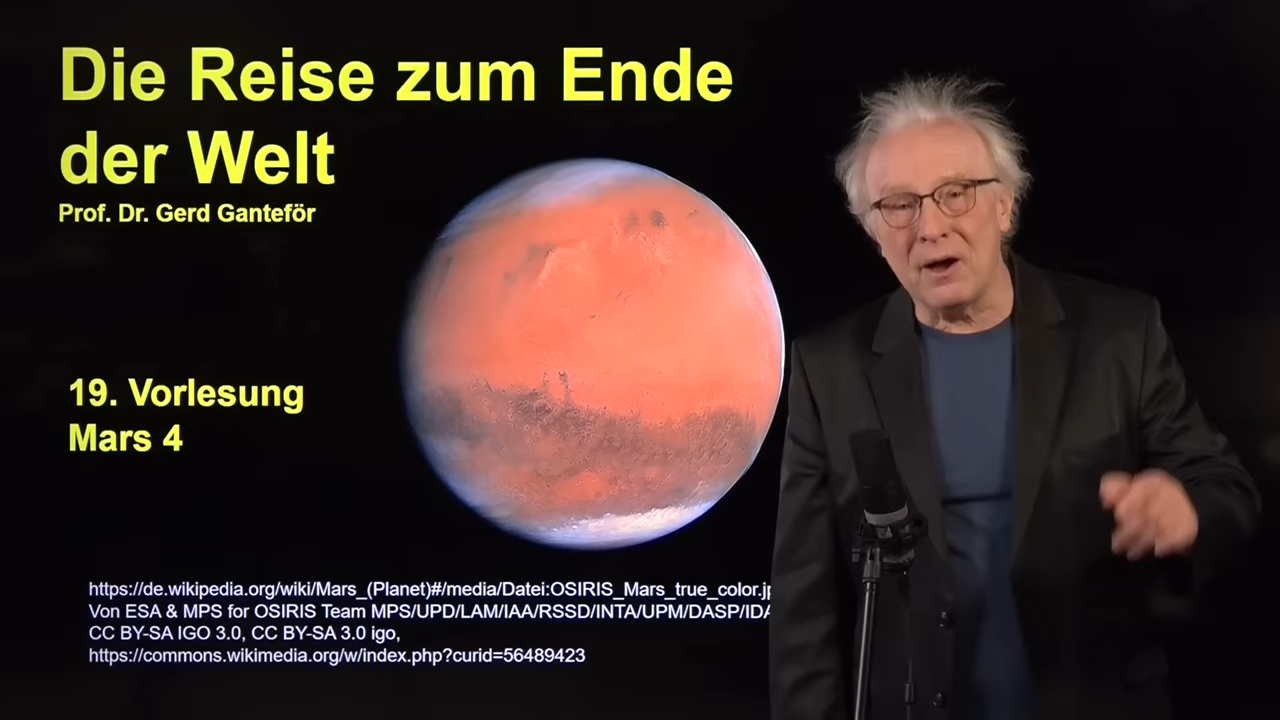 Die Reise zum Ende
der Welt
Prof. Dr. Gerd Ganteför
19. Vorlesung
Mars 4
https://de.wikipedia.org/wiki/Mars_(Planet)#/media/Datei:OSIRIS_Mars_true_color.jp
Von ESA & MPS for OSIRIS Team MPS/UPD/LAM/IAA/RSSD/INTA/UPM/DASP/IDA
CC BY-SA IGO 3.0, CC BY-SA 3.0 igo,
https://commons.wikimedia.org/w/index.php?curid=56489423